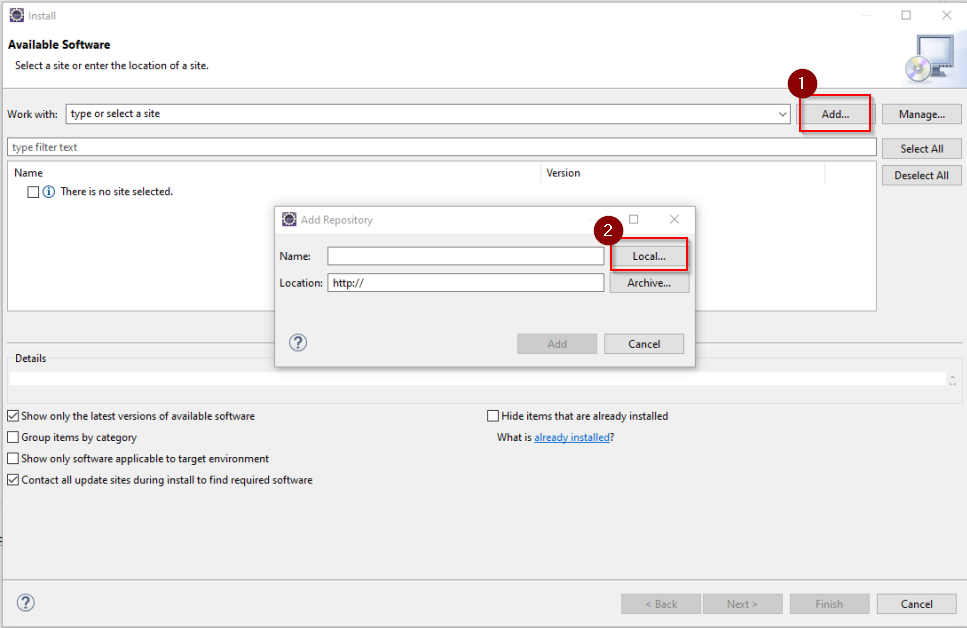 Install
Available Software
Select a site or enter the location of a site.
1
Work with: type or select a site Add... Manage...
type filter text Select All
Name Version Deselect All
There is no site selected.
Add Repository
2
Name: Local...
Location: http:// Archive...
Add Cancel
Details
Show only the latest versions of available software Hide items that are already installed
Group items by category What is already installed?
Show only software applicable to target environment
Contact all update sites during install to find required software
< Back Next > Finish Cancel